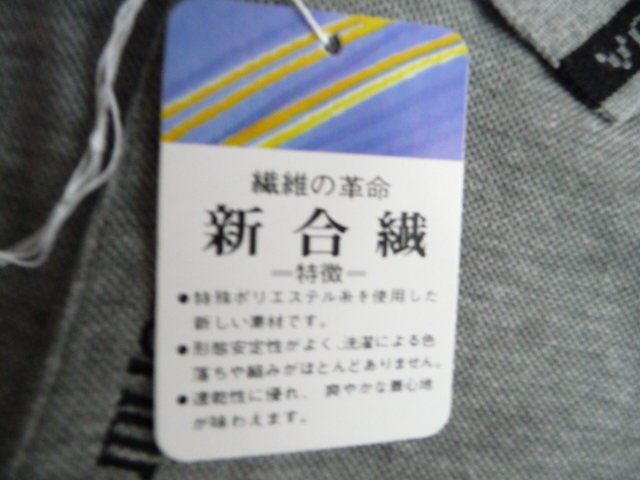 繊維の革命
新合繊
—特徴—
●特殊ポリエステル糸を使用した
新しい素材です。
●形態安定性がよく、洗濯による色
落ちや縮みがほとんどありません。
●速乾性に優れ、爽やかな着心地
が味わえます。